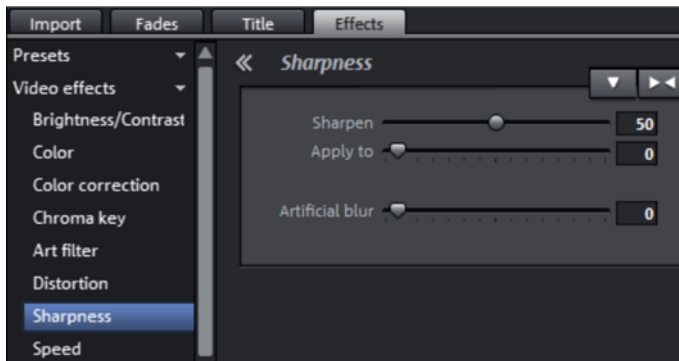 Import Fades Title Effects
Presets
Video effects
Brightness/Contrast
Color
Color correction
Chroma key
Art filter
Distortion
Sharpness
Speed
Sharpness
Sharpen 50
Apply to 0
Artificial blur 0